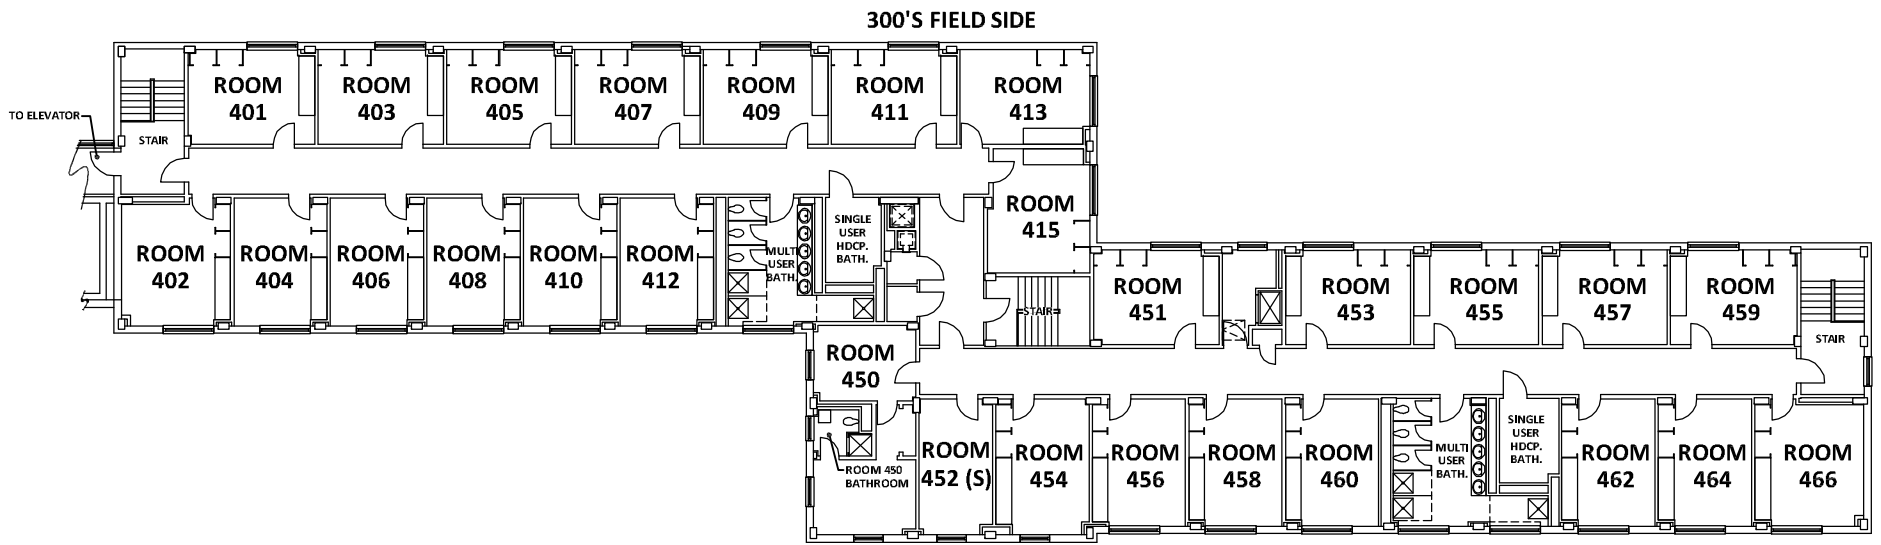 300'S FIELD SIDE
ROOM
401
ROOM
403
ROOM
405
ROOM
407
ROOM
409
ROOM
411
ROOM
413
TO ELEVATOR
STAIR
ROOM
402
ROOM
404
ROOM
406
ROOM
408
ROOM
410
ROOM
412
MULTI
USER
BATH.
SINGLE
USER
HDCP.
BATH.
ROOM
415
STAIR
ROOM
451
ROOM
453
ROOM
455
ROOM
457
ROOM
459
STAIR
ROOM
450
ROOM 450
BATHROOM
ROOM
452 (S)
ROOM
454
ROOM
456
ROOM
458
ROOM
460
MULTI
USER
BATH.
SINGLE
USER
HDCP.
BATH.
ROOM
462
ROOM
464
ROOM
466